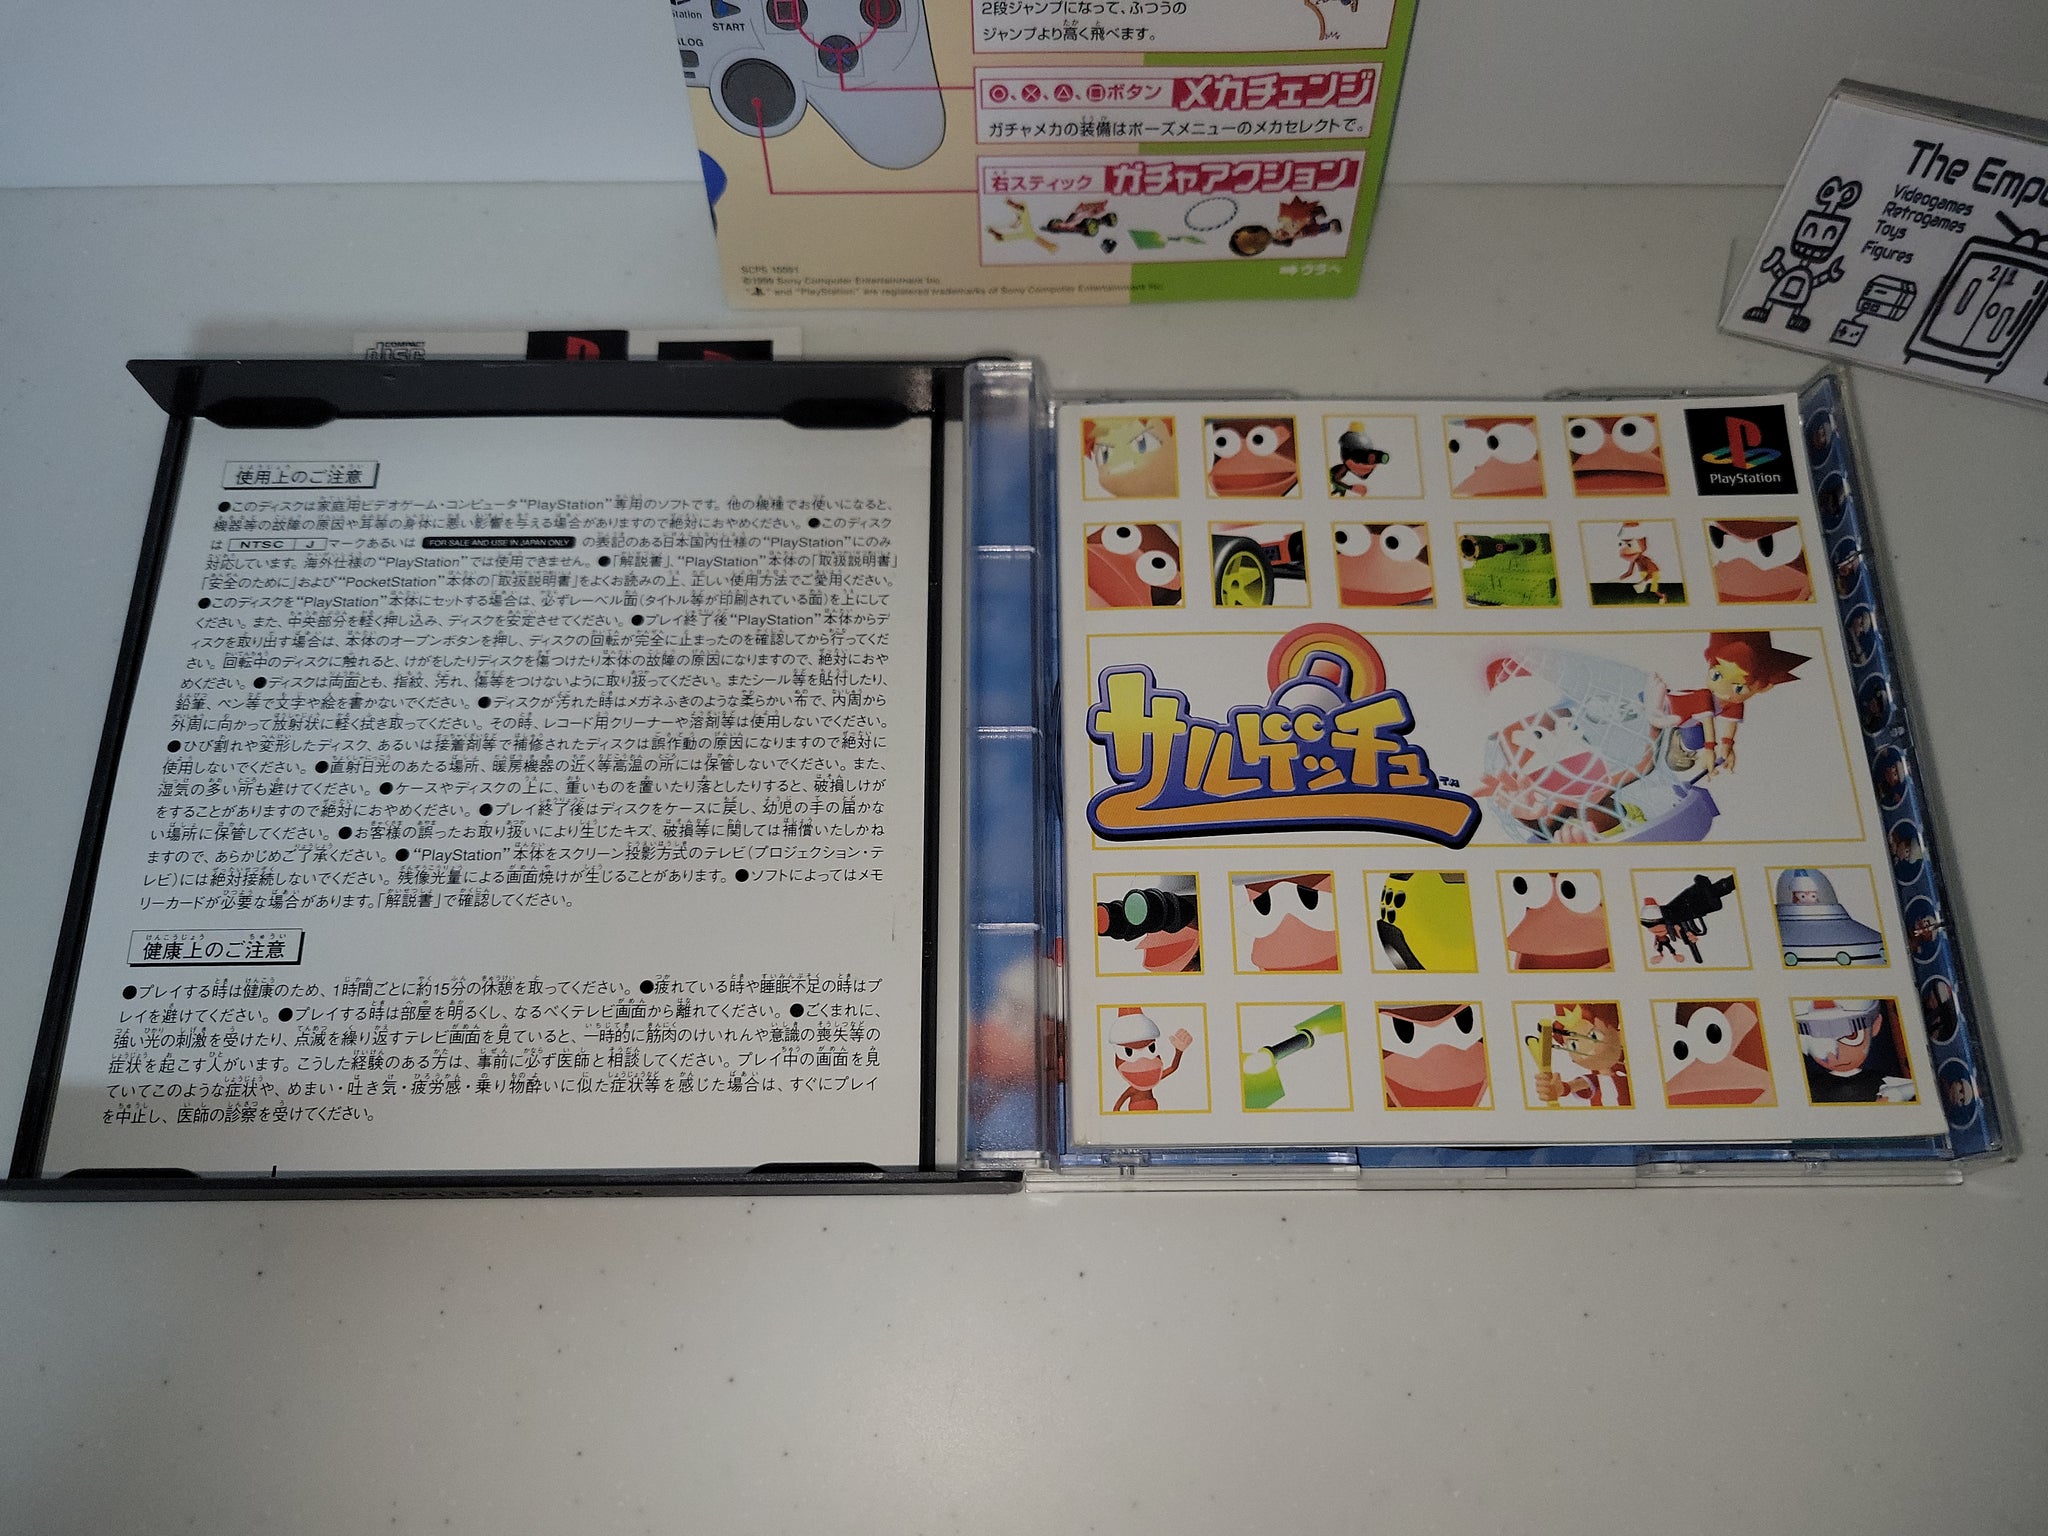 START
2段ジャンプになって、ふつうの
ジャンプより高く飛べます。
○、×、△、□ボタン メカチェンジ
ガチャメカの装備はポーズメニューのメカセレクトで。
右スティック ガチャアクション
➡ウラへ
SCPS 10091
©1999 Sony Computer Entertainment Inc.
" " and "PlayStation" are registered trademarks of Sony Computer Entertainment Inc.
The Emp
Videogames
Retrogames
Toys
Figures
COMPACT
disc
使用上のご注意
●このディスクは家庭用ビデオゲーム・コンピュータ“PlayStation”専用のソフトです。他の機種でお使いになると、
機器等の故障の原因や耳等の身体に悪い影響を与える場合がありますので絶対におやめください。●このディスク
は NTSC J マークあるいは FOR SALE AND USE IN JAPAN ONLY の表記のある日本国内仕様の“PlayStation”にのみ
対応しています。海外仕様の“PlayStation”では使用できません。●「解説書」、“PlayStation”本体の「取扱説明書」
「安全のために」および“PocketStation”本体の「取扱説明書」をよくお読みの上、正しい使用方法でご愛用ください。
●このディスクを“PlayStation”本体にセットする場合は、必ずレーベル面(タイトル等が印刷されている面)を上にして
ください。また、中央部分を軽く押し込み、ディスクを安定させてください。●プレイ終了後“PlayStation”本体からデ
ィスクを取り出す場合は、本体のオープンボタンを押し、ディスクの回転が完全に止まったのを確認してから行ってくだ
さい。回転中のディスクに触れると、けがをしたりディスクを傷つけたり本体の故障の原因になりますので、絶対におや
めください。●ディスクは両面とも、指紋、汚れ、傷等をつけないように取り扱ってください。またシール等を貼付したり、
鉛筆、ペン等で文字や絵を書かないでください。●ディスクが汚れた時はメガネふきのような柔らかい布で、内周から
外周に向かって放射状に軽く拭き取ってください。その時、レコード用クリーナーや溶剤等は使用しないでください。
●ひび割れや変形したディスク、あるいは接着剤等で補修されたディスクは誤作動の原因になりますので絶対に
使用しないでください。●直射日光のあたる場所、暖房機器の近く等高温の所には保管しないでください。また、
湿気の多い所も避けてください。●ケースやディスクの上に、重いものを置いたり落としたりすると、破損しけが
をすることがありますので絶対におやめください。●プレイ終了後はディスクをケースに戻し、幼児の手の届かな
い場所に保管してください。●お客様の誤ったお取り扱いにより生じたキズ、破損等に関しては補償いたしかね
ますので、あらかじめご了承ください。●“PlayStation”本体をスクリーン投影方式のテレビ(プロジェクション・テ
レビ)には絶対接続しないでください。残像光量による画面焼けが生じることがあります。●ソフトによってはメモ
リーカードが必要な場合があります。「解説書」で確認してください。
健康上のご注意
●プレイする時は健康のため、1時間ごとに約15分の休憩を取ってください。●疲れている時や睡眠不足の時はプ
レイを避けてください。●プレイする時は部屋を明るくし、なるべくテレビ画面から離れてください。●ごくまれに、
強い光の刺激を受けたり、点滅を繰り返すテレビ画面を見ていると、一時的に筋肉のけいれんや意識の喪失等の
症状を起こす人がいます。こうした経験のある方は、事前に必ず医師と相談してください。プレイ中の画面を見
ていてこのような症状や、めまい・吐き気・疲労感・乗り物酔いに似た症状等を感じた場合は、すぐにプレイ
を中止し、医師の診察を受けてください。
PlayStation
サルゲッチュ™